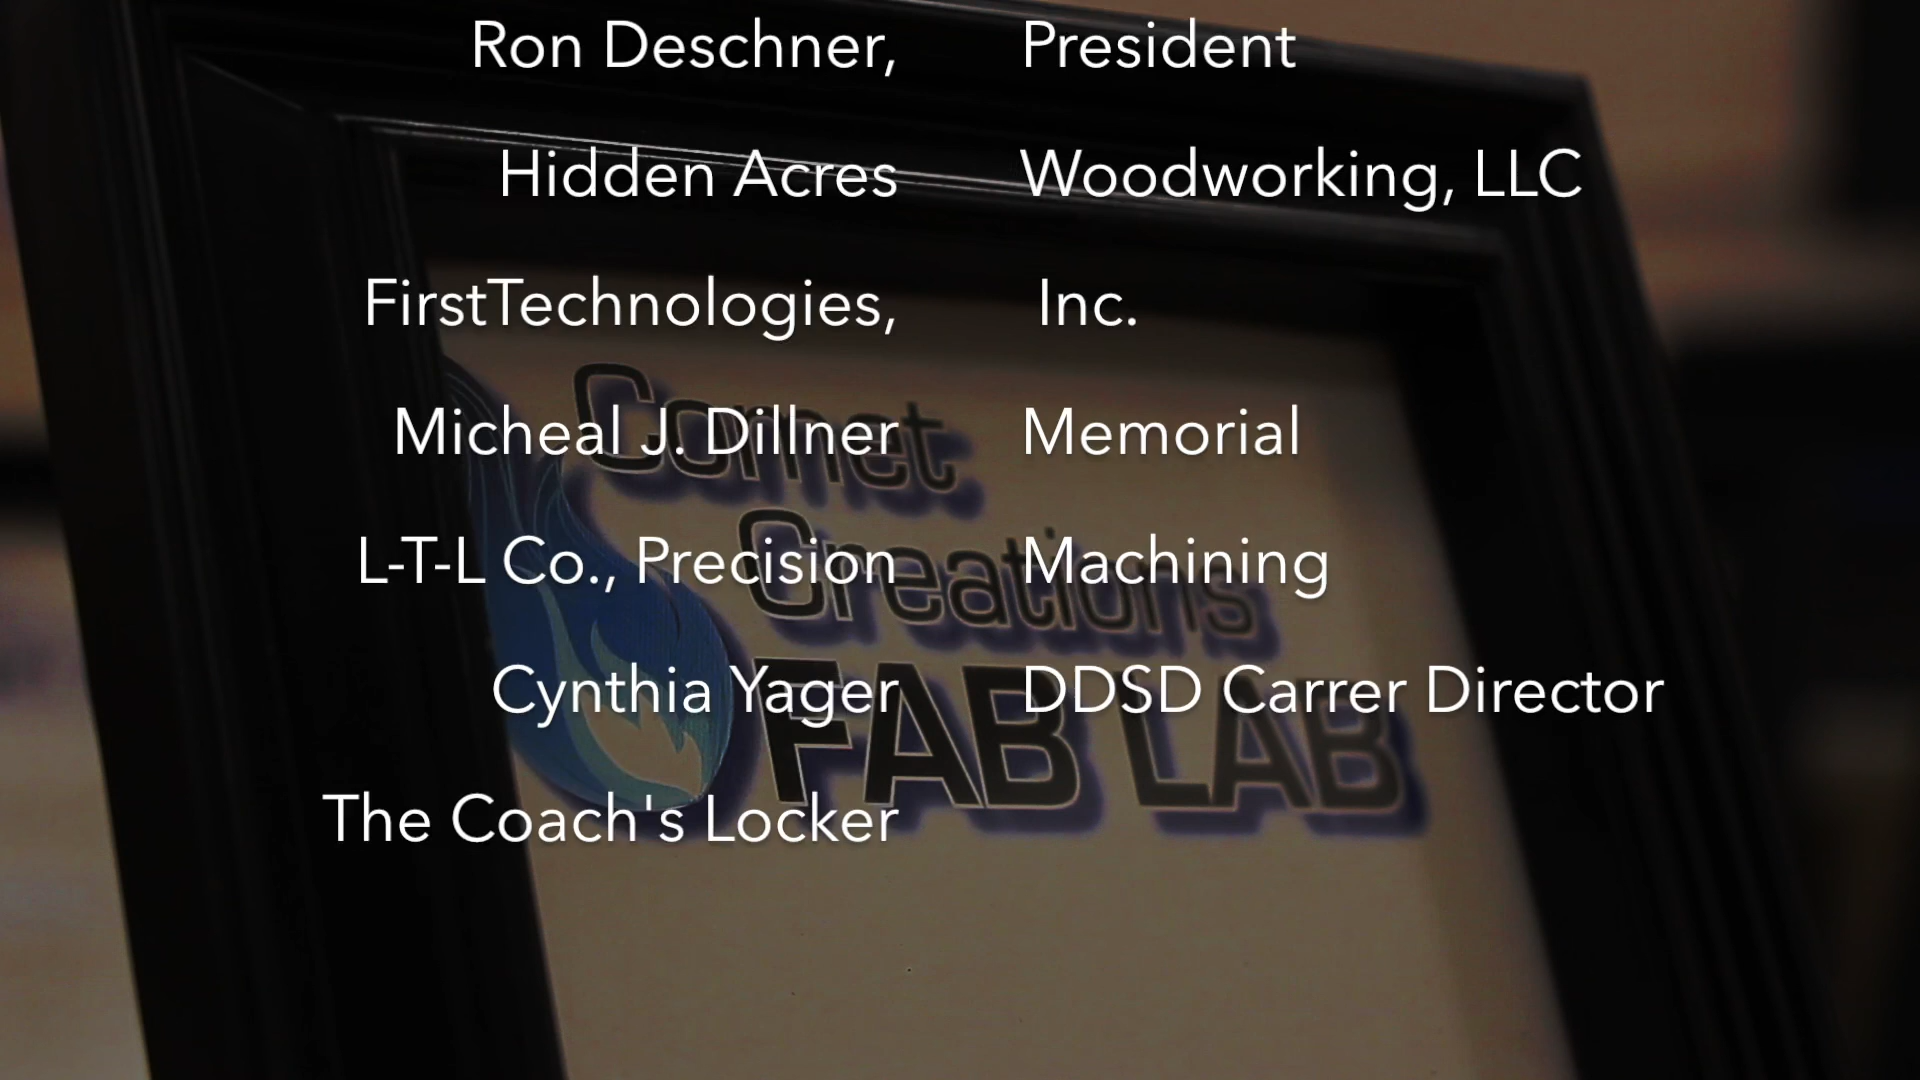 Ron Deschner, President
Hidden Acres Woodworking, LLC
FirstTechnologies, Inc.
Micheal J. Dillner Memorial
L-T-L Co., Precision Machining
Cynthia Yager DDSD Carrer Director
The Coach's Locker
Comet
Creations
FAB LAB